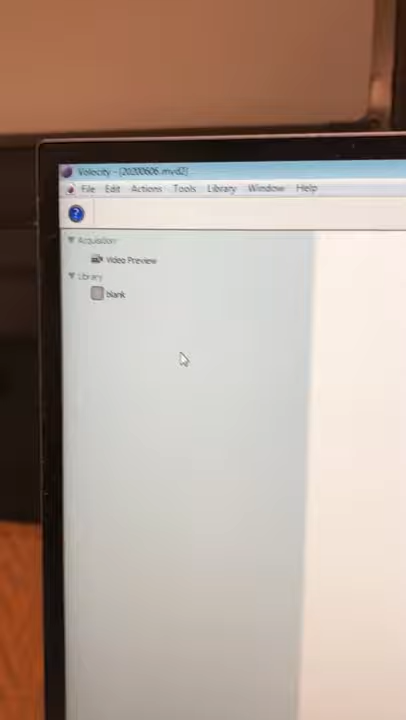 Volocity - [20200606.mvd2]
File Edit Actions Tools Library Window Help
?
Acquisition
Video Preview
Library
blank